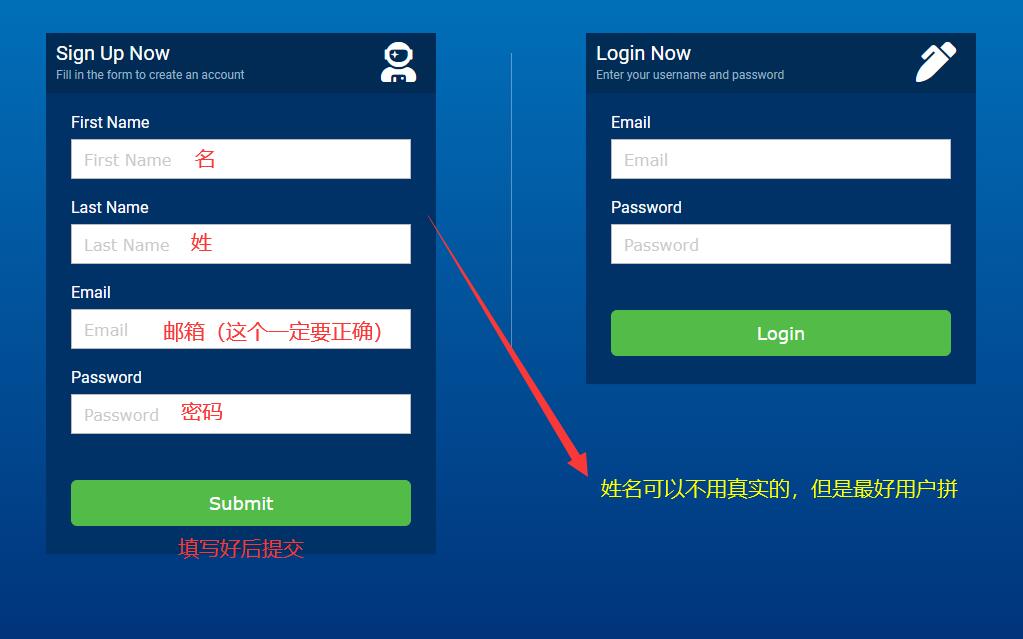 Sign Up Now
Fill in the form to create an account
First Name
First Name 名
Last Name
Last Name 姓
Email
Email 邮箱（这个一定要正确）
Password
Password 密码
Submit
填写好后提交
Login Now
Enter your username and password
Email
Email
Password
Password
Login
姓名可以不用真实的，但是最好用户拼